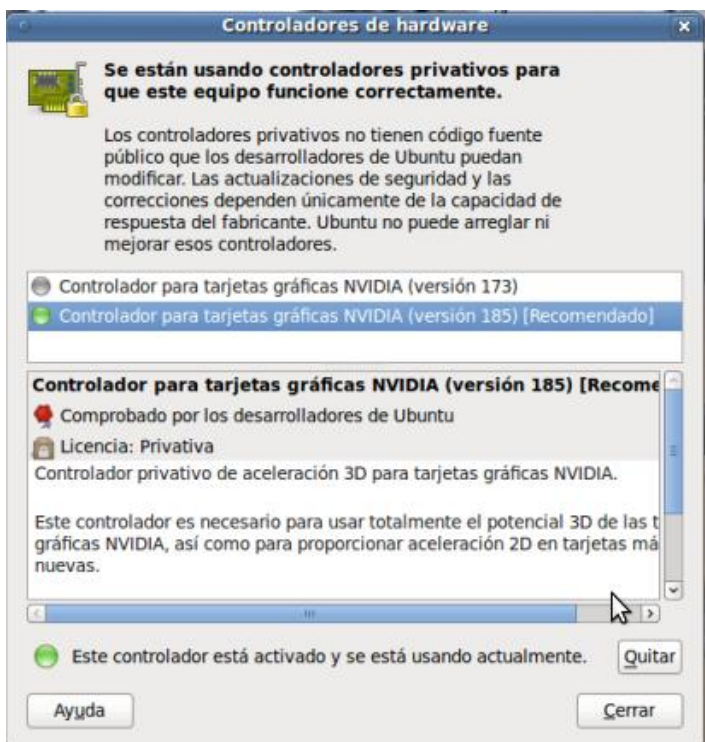 Controladores de hardware
Se están usando controladores privativos para
que este equipo funcione correctamente.
Los controladores privativos no tienen código fuente
público que los desarrolladores de Ubuntu puedan
modificar. Las actualizaciones de seguridad y las
correcciones dependen únicamente de la capacidad de
respuesta del fabricante. Ubuntu no puede arreglar ni
mejorar esos controladores.
Controlador para tarjetas gráficas NVIDIA (versión 173)
Controlador para tarjetas gráficas NVIDIA (versión 185) [Recomendado]
Controlador para tarjetas gráficas NVIDIA (versión 185) [Recome
Comprobado por los desarrolladores de Ubuntu
Licencia: Privativa
Controlador privativo de aceleración 3D para tarjetas gráficas NVIDIA.
Este controlador es necesario para usar totalmente el potencial 3D de las t
gráficas NVIDIA, así como para proporcionar aceleración 2D en tarjetas má
nuevas.
Este controlador está activado y se está usando actualmente.
Quitar
Ayuda
Cerrar